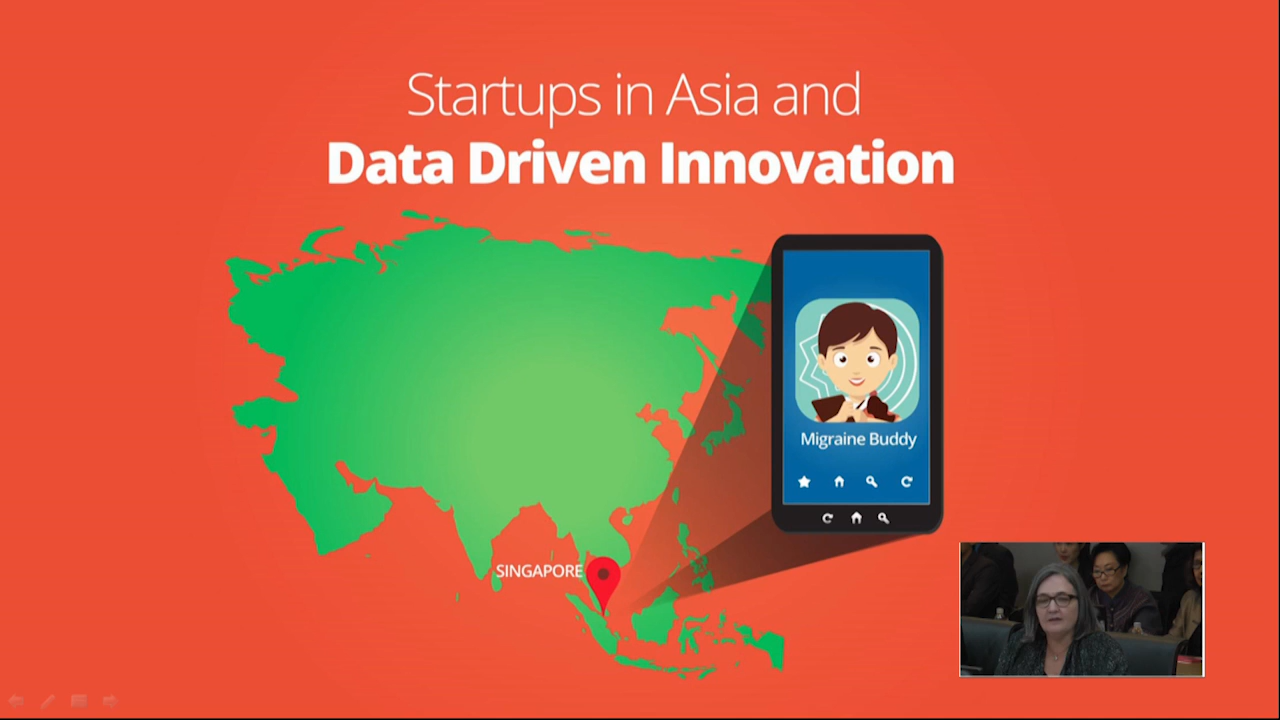 Startups in Asia and
Data Driven Innovation
Migraine Buddy
SINGAPORE